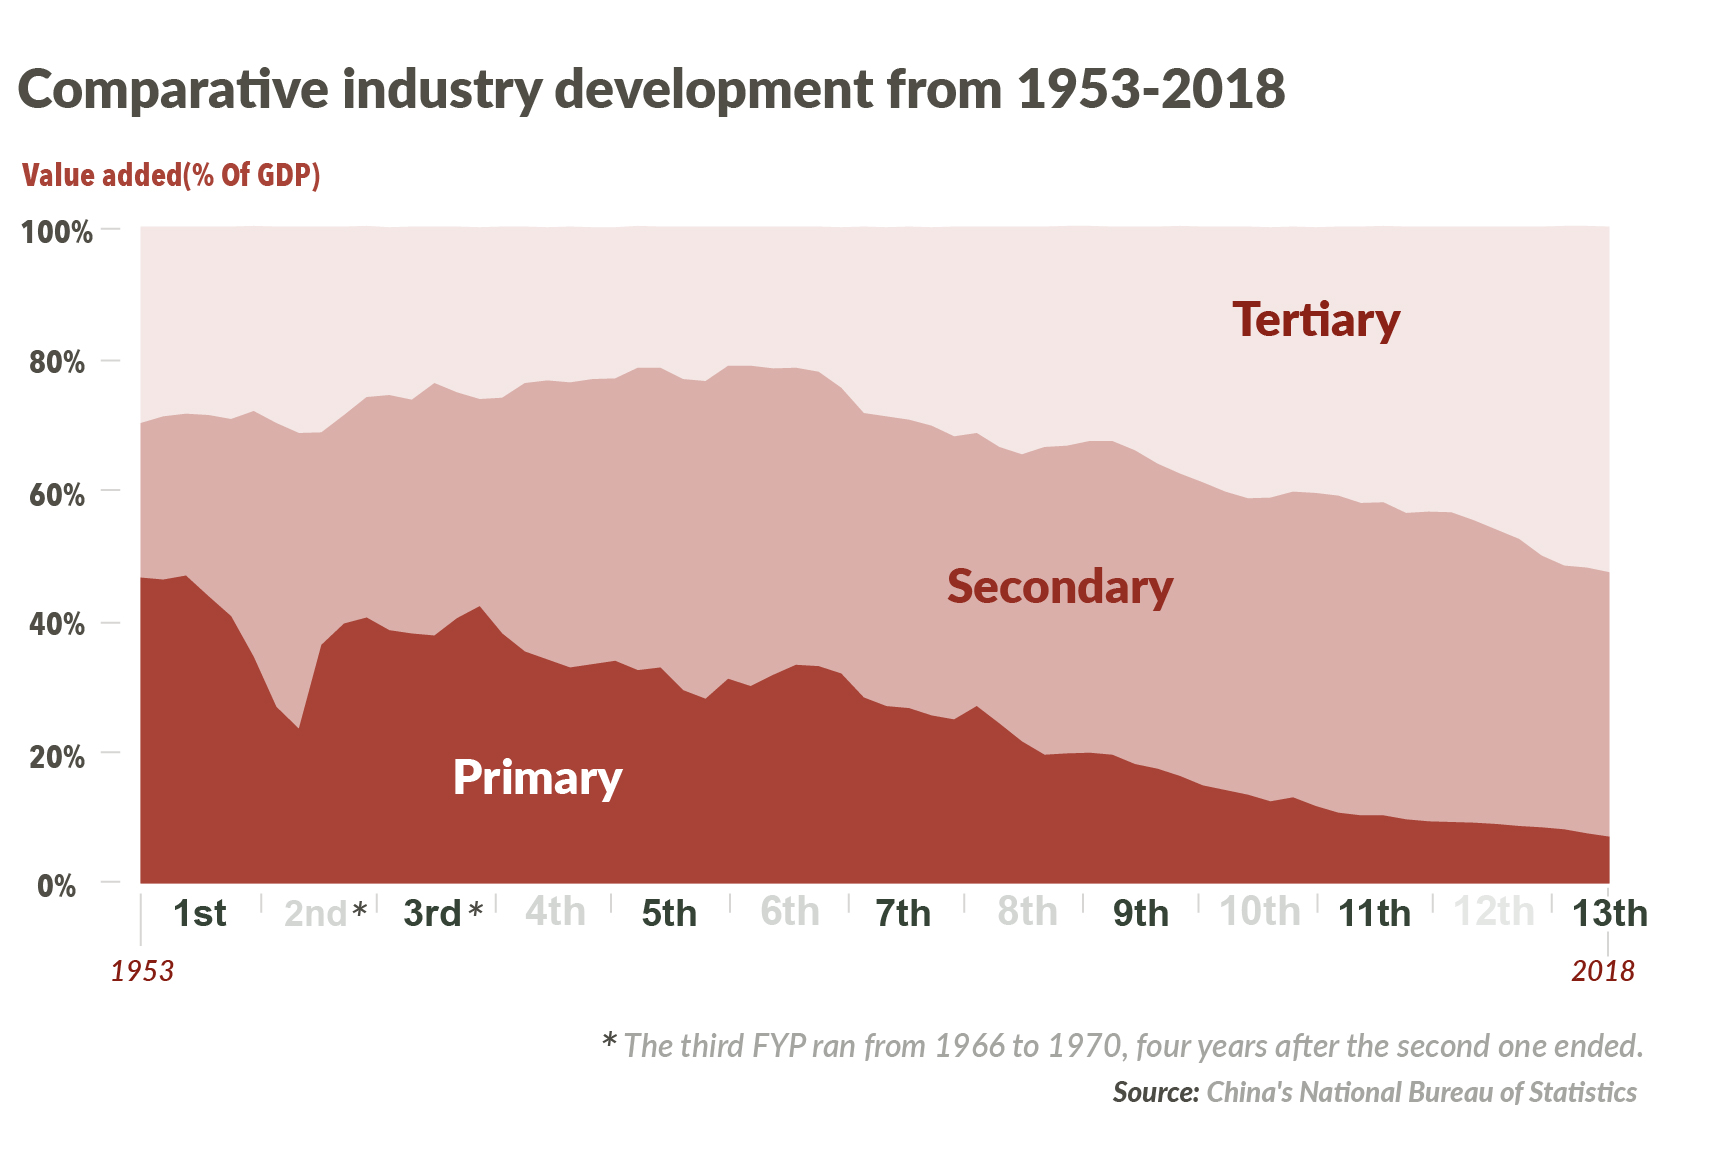 Comparative industry development from 1953-2018
Value added(% Of GDP)
100%
80%
60%
40%
20%
0%
Tertiary
Secondary
Primary
1st 2nd* 3rd* 4th 5th 6th 7th 8th 9th 10th 11th 12th 13th
1953 2018
* The third FYP ran from 1966 to 1970, four years after the second one ended.
Source: China's National Bureau of Statistics